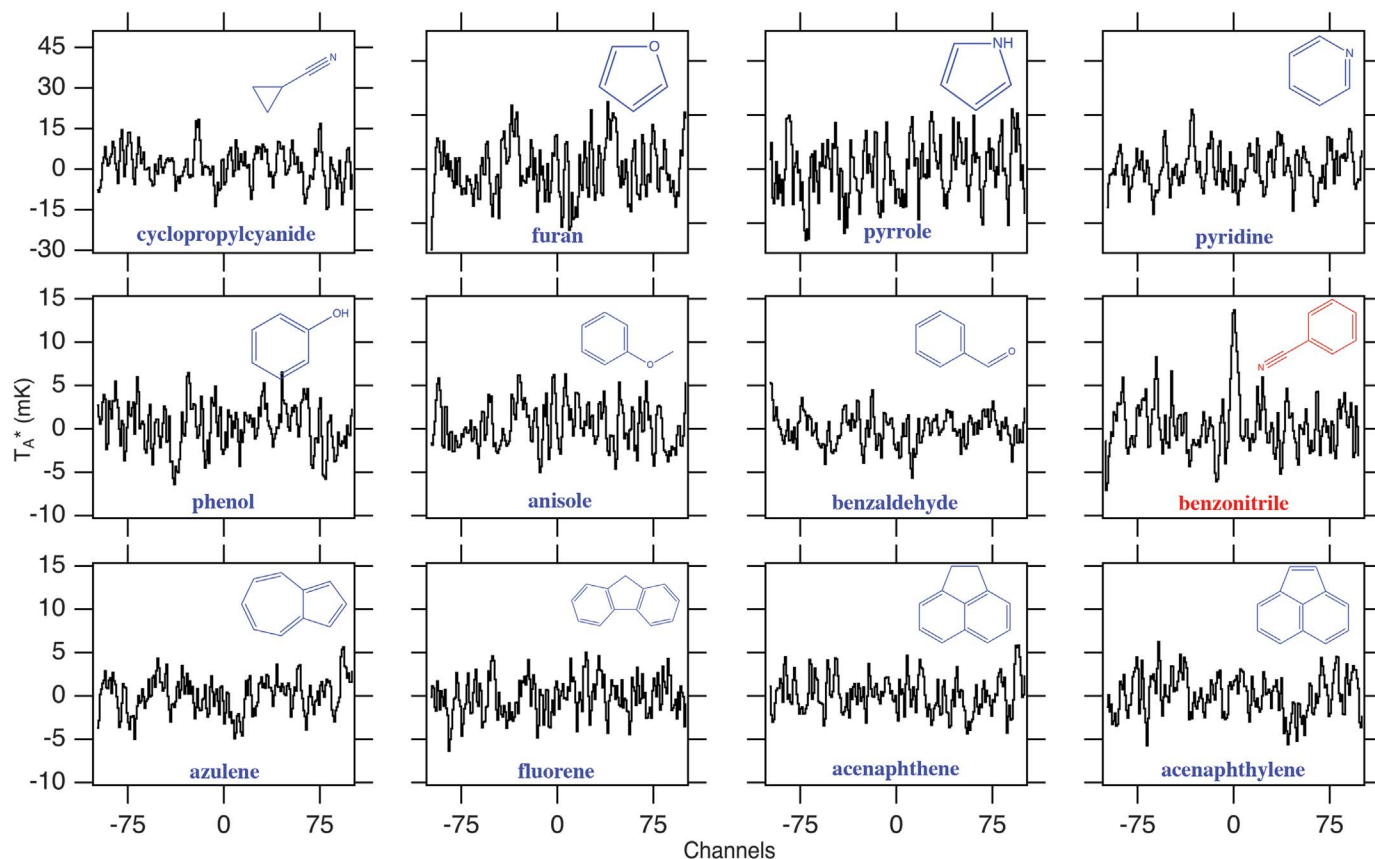 45
30
15
0
-15
-30
N
cyclopropylcyanide
O
furan
NH
pyrrole
N
pyridine
15
10
5
0
-5
-10
T_A* (mK)
OH
phenol
O
anisole
O
benzaldehyde
N
benzonitrile
15
10
5
0
-5
-10
azulene
fluorene
acenaphthene
acenaphthylene
-75 0 75 -75 0 75 -75 0 75 -75 0 75
Channels